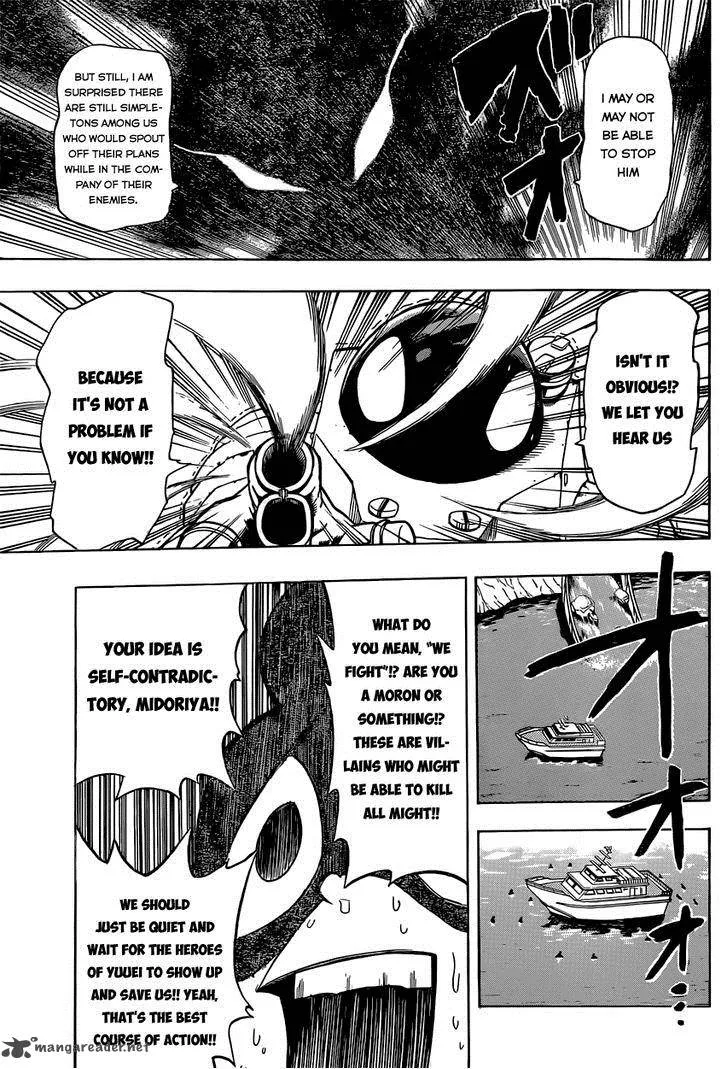 I MAY OR
MAY NOT
BE ABLE
TO STOP
HIM
ズ
オ
BUT STILL, I AM
SURPRISED THERE
ARE STILL SIMPLE-
TONS AMONG US
WHO WOULD SPOUT
OFF THEIR PLANS
WHILE IN THE COM-
PANY OF THEIR
ENEMIES.
ISN'T IT
OBVIOUS!?
WE LET YOU
HEAR US
BECAUSE
IT'S NOT A
PROBLEM IF
YOU KNOW!!
オ
オ
オ
WHAT DO
YOU MEAN, "WE
FIGHT"!? ARE YOU
A MORON OR
SOMETHING!?
THESE ARE VIL-
LAINS WHO MIGHT
BE ABLE TO KILL
ALL MIGHT!!
YOUR IDEA IS
SELF-CONTRADIC-
TORY, MIDORIYA!!
WE SHOULD
JUST BE QUIET AND
WAIT FOR THE HEROES
OF YUUEI TO SHOW UP
AND SAVE US!! YEAH,
THAT'S THE BEST
COURSE OF ACTION!!
mangareader.net